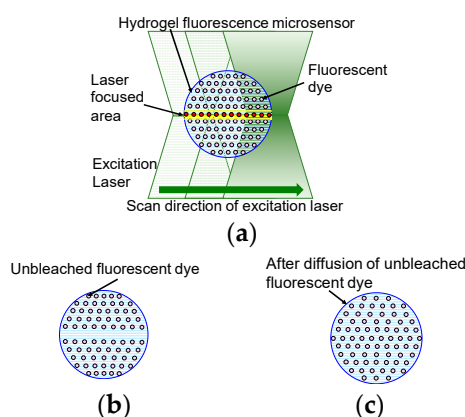 Hydrogel fluorescence microsensor
Laser
focused
area
Fluorescent
dye
Excitation
Laser
Scan direction of excitation laser
(a)
Unbleached fluorescent dye
After diffusion of unbleached
fluorescent dye
(b)
(c)